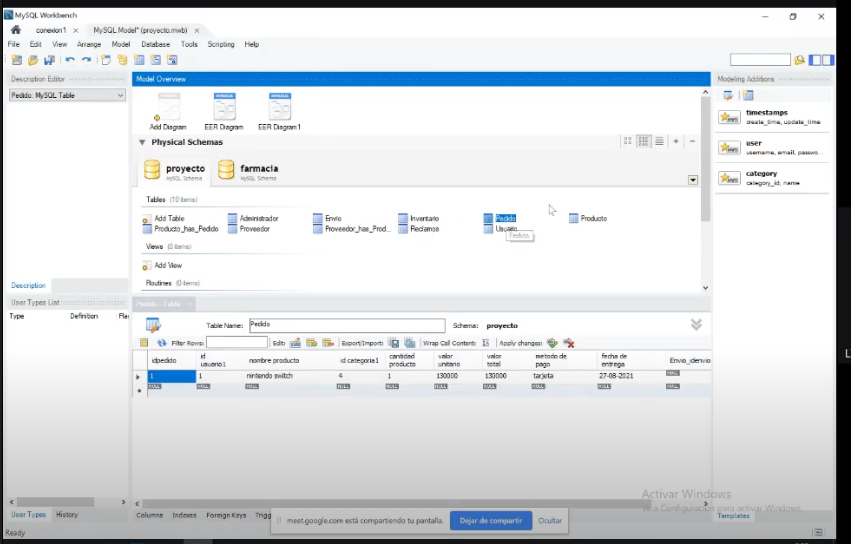 MySQL Workbench
conexion1 × MySQL Model* (proyecto.mwb) ×
File Edit View Arrange Model Database Tools Scripting Help
Description Editor
Model Overview
Modeling Additions
Pedido: MySQL Table
Add Diagram EER Diagram EER Diagram1
timestamps
create_time, update_time
Physical Schemas
user
username, email, passwo...
proyecto
MySQL Schema
farmacia
MySQL Schema
category
category_id, name
Tables (10 items)
Add Table Administrador Envio Inventario Pedido Producto
Producto_has_Pedido Proveedor Proveedor_has_Prod... Reclamos Usuario
Pedido
Views (0 items)
Add View
Description
Routines (0 items)
User Types List
Pedido - Table ×
Type Definition Fla
Table Name: Pedido Schema: proyecto
Filter Rows: Edit: Export/Import: Wrap Cell Content: Apply changes:
idpedido id usuario1 nombre producto id categoria1 cantidad producto valor unitario valor total metodo de pago fecha de entrega Envio_idenvio
1 1 nintendo switch 4 1 130000 130000 tarjeta 27-08-2021 NULL
NULL NULL NULL NULL NULL NULL NULL NULL NULL NULL
Activar Windows
Ve a Configuración para activar Windows.
User Types History
Columns Indexes Foreign Keys Trigg
meet.google.com está compartiendo tu pantalla. Dejar de compartir Ocultar
Templates
Ready